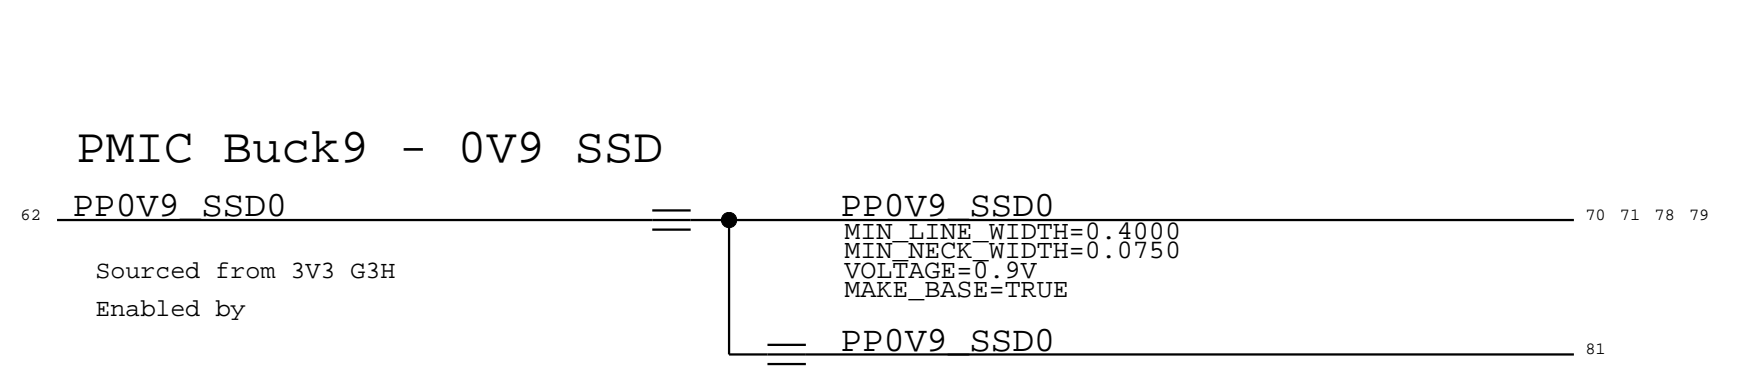 PMIC Buck9 - 0V9 SSD
62 PP0V9_SSD0 PP0V9_SSD0 70 71 78 79
MIN_LINE_WIDTH=0.4000
MIN_NECK_WIDTH=0.0750
Sourced from 3V3 G3H VOLTAGE=0.9V
MAKE_BASE=TRUE
Enabled by
PP0V9_SSD0 81